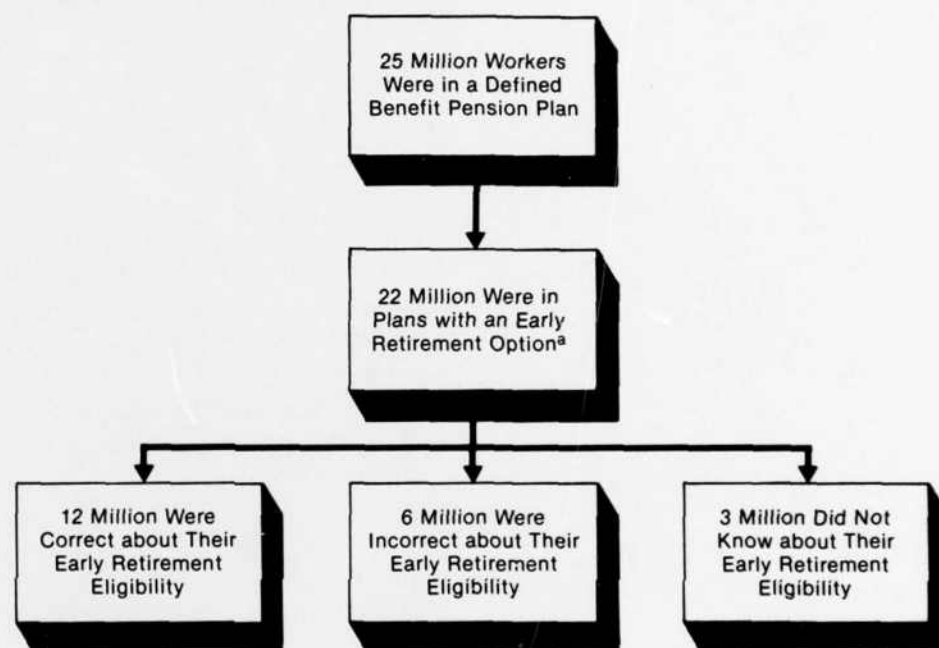 25 Million Workers
Were in a Defined
Benefit Pension Plan
22 Million Were in
Plans with an Early
Retirement Optionᵃ
12 Million Were
Correct about Their
Early Retirement
Eligibility
6 Million Were
Incorrect about Their
Early Retirement
Eligibility
3 Million Did Not
Know about Their
Early Retirement
Eligibility